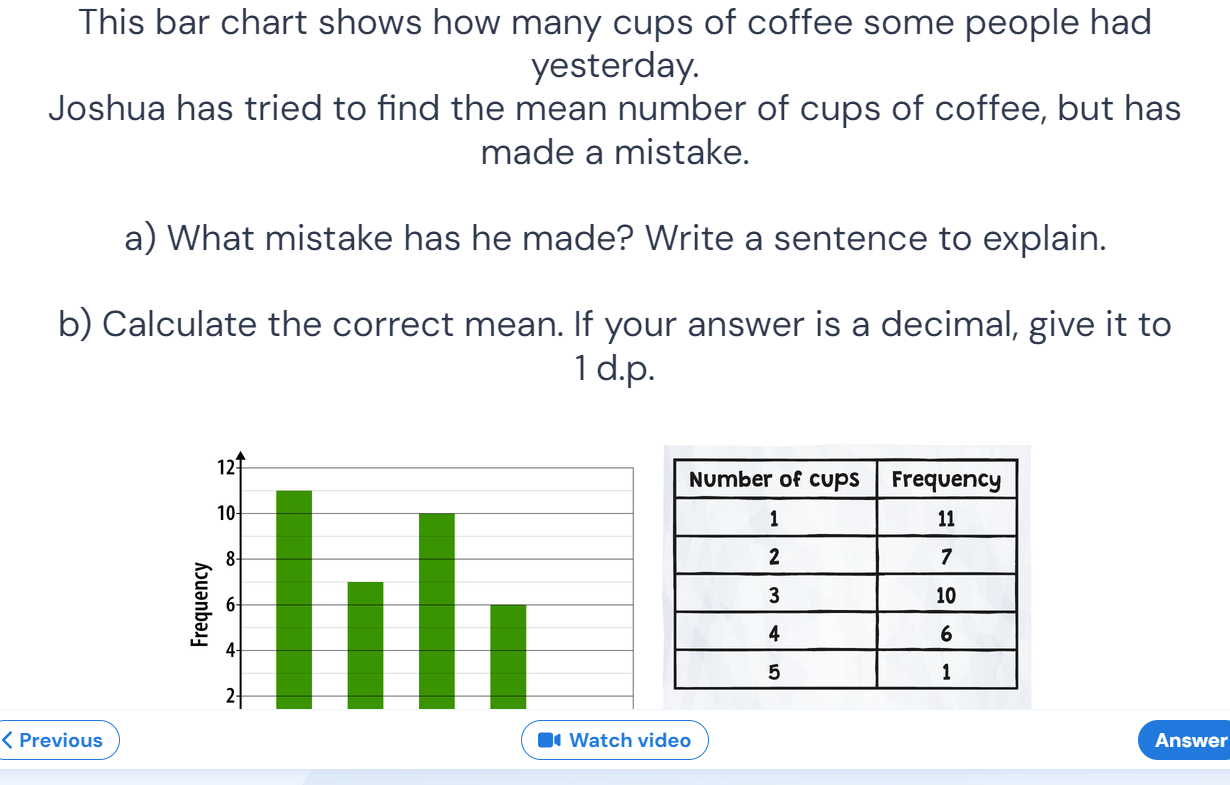 This bar chart shows how many cups of coffee some people had
yesterday.
Joshua has tried to find the mean number of cups of coffee, but has
made a mistake.
a) What mistake has he made? Write a sentence to explain.
b) Calculate the correct mean. If your answer is a decimal, give it to
1 d.p.
12
10
8
6
4
2
Frequency
Number of cups Frequency
1 11
2 7
3 10
4 6
5 1
Previous
Watch video
Answer